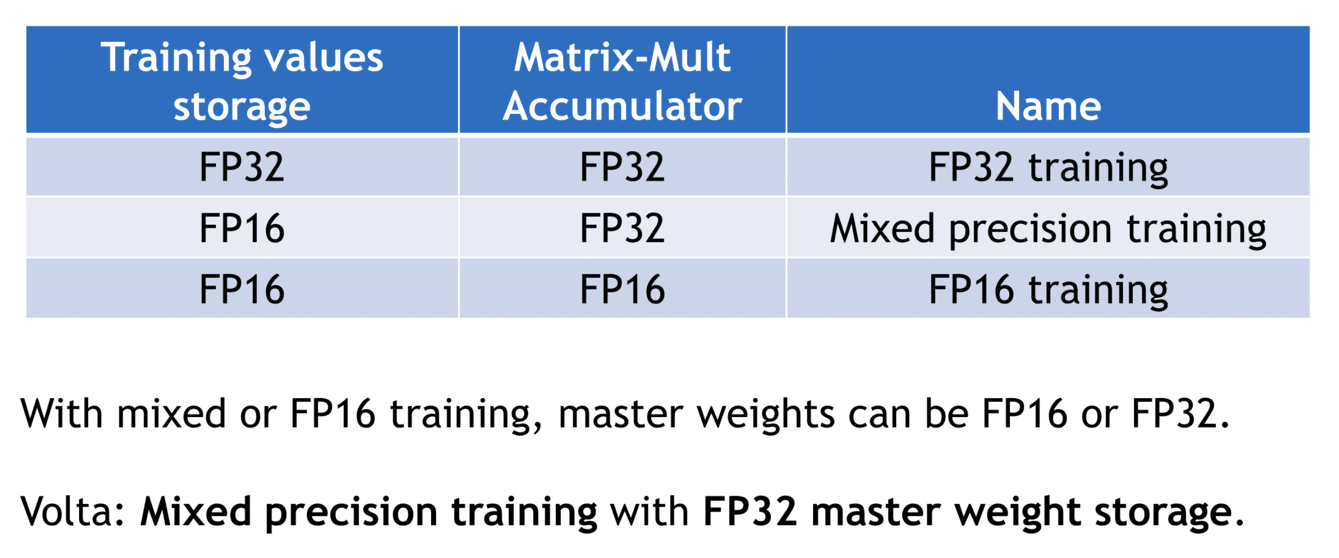 Training values storage Matrix-Mult Accumulator Name
FP32 FP32 FP32 training
FP16 FP32 Mixed precision training
FP16 FP16 FP16 training
With mixed or FP16 training, master weights can be FP16 or FP32.
Volta: Mixed precision training with FP32 master weight storage.